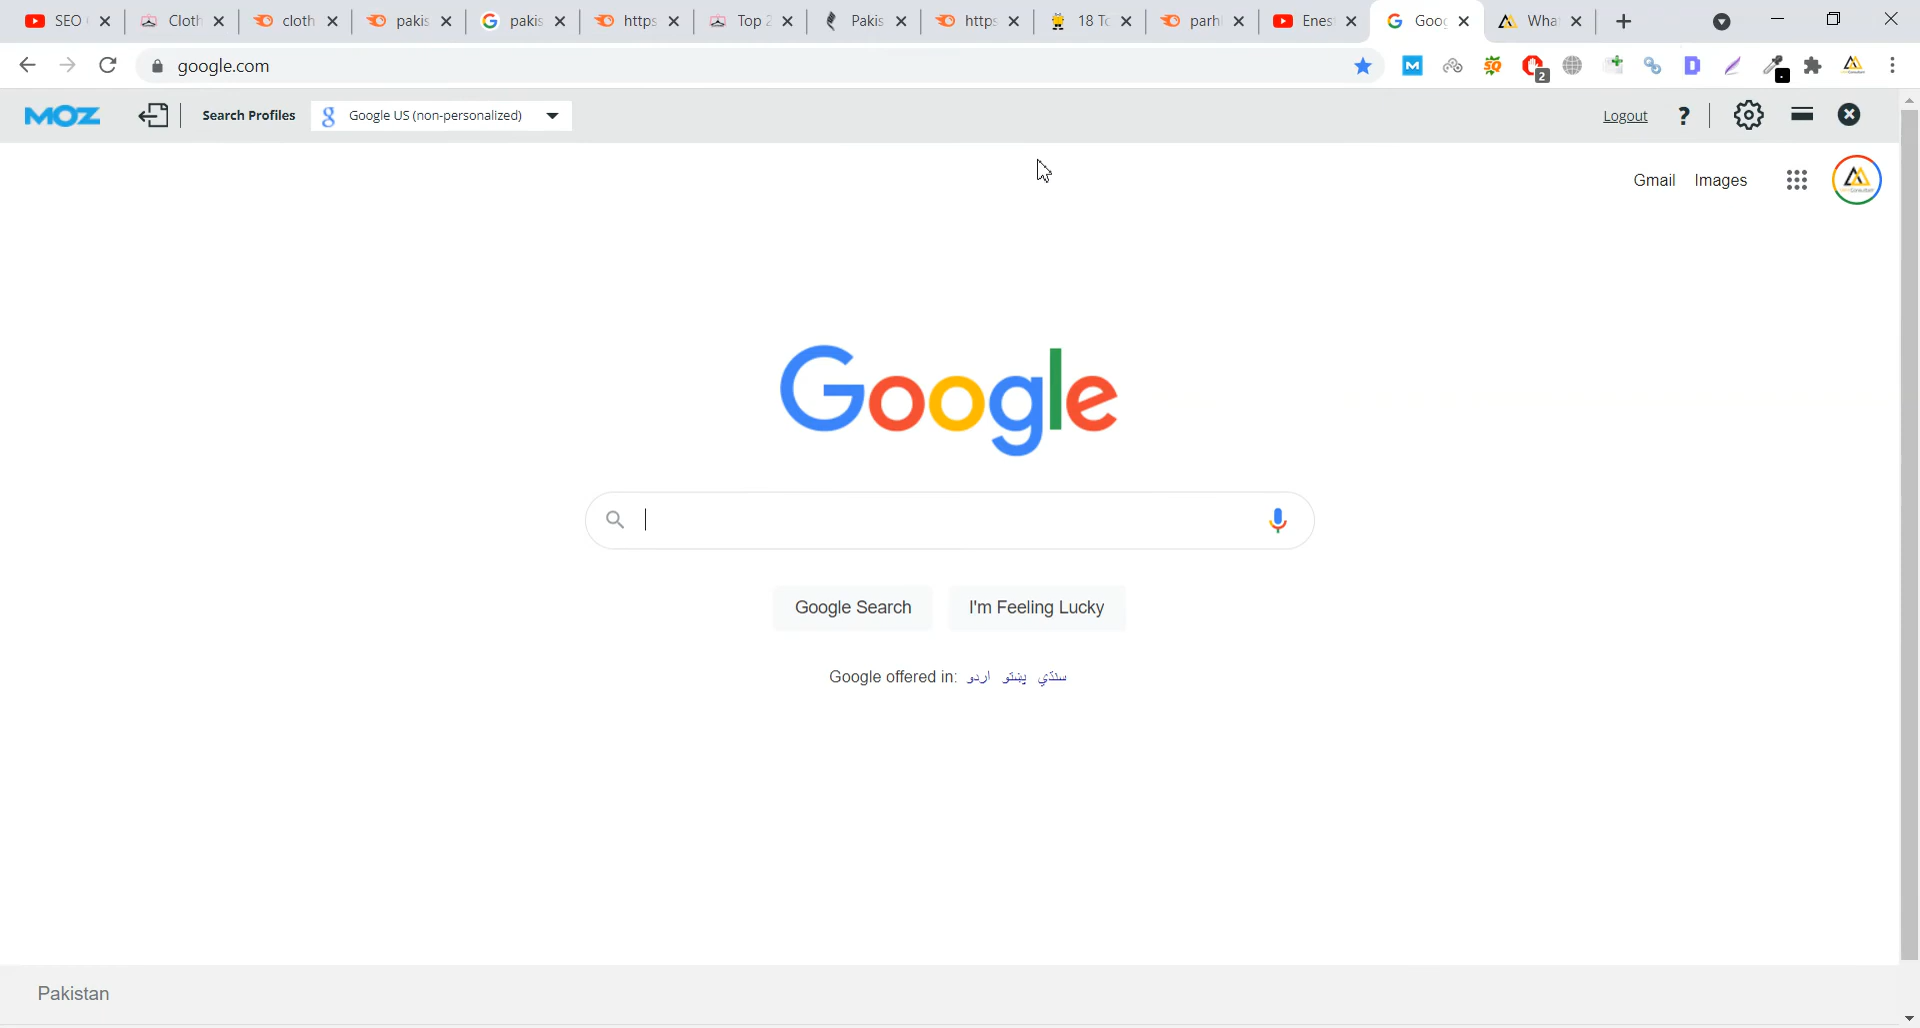 SEO Cloth cloth pakis pakis https Top 2 Pakis https 18 To parh Enes Goog What
google.com
2
MOZ Search Profiles Google US (non-personalized) Logout ?
Gmail Images
Google
Google Search I'm Feeling Lucky
Google offered in: اردو پښتو سنڌي
Pakistan